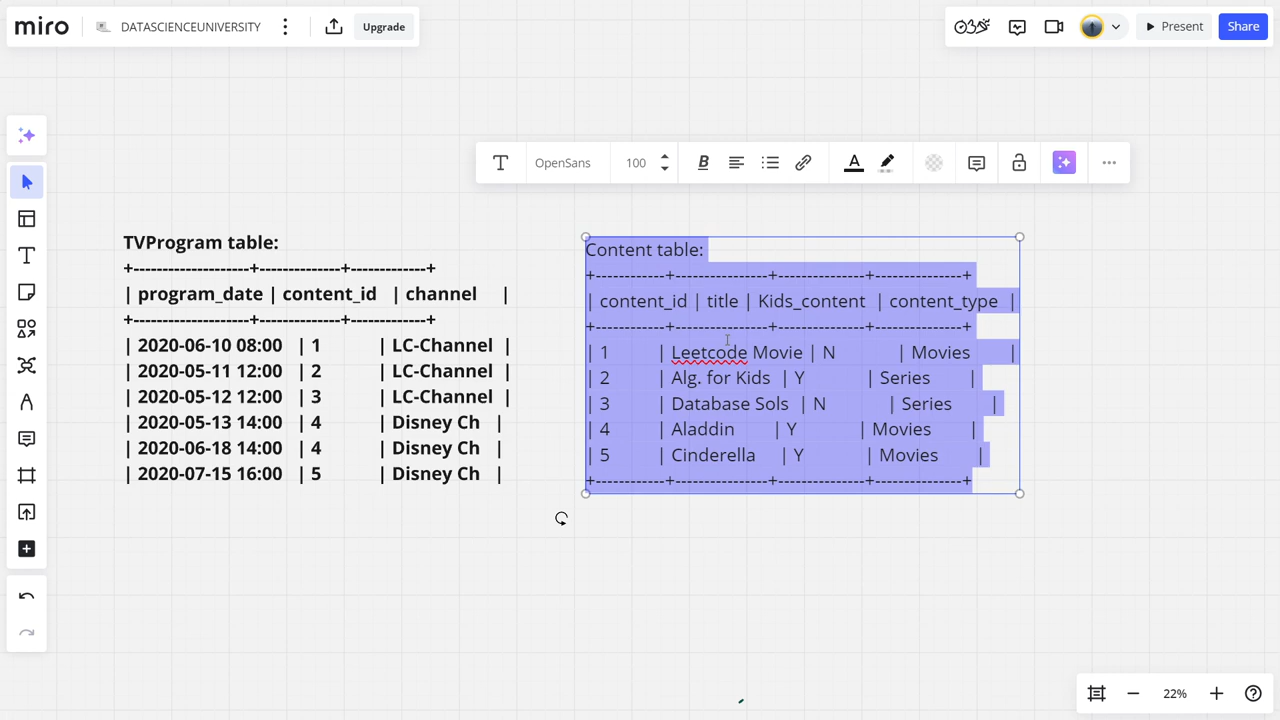 miro DATASCIENCEUNIVERSITY Upgrade Present Share
OpenSans 100 B A
TVProgram table:
+--------------------+--------------+-------------+
| program_date | content_id | channel |
+--------------------+--------------+-------------+
| 2020-06-10 08:00 | 1 | LC-Channel |
| 2020-05-11 12:00 | 2 | LC-Channel |
| 2020-05-12 12:00 | 3 | LC-Channel |
| 2020-05-13 14:00 | 4 | Disney Ch |
| 2020-06-18 14:00 | 4 | Disney Ch |
| 2020-07-15 16:00 | 5 | Disney Ch |
Content table:
+------------+----------------+---------------+---------------+
| content_id | title | Kids_content | content_type |
+------------+----------------+---------------+---------------+
| 1 | Leetcode Movie | N | Movies |
| 2 | Alg. for Kids | Y | Series |
| 3 | Database Sols | N | Series |
| 4 | Aladdin | Y | Movies |
| 5 | Cinderella | Y | Movies |
+------------+----------------+---------------+---------------+
22%